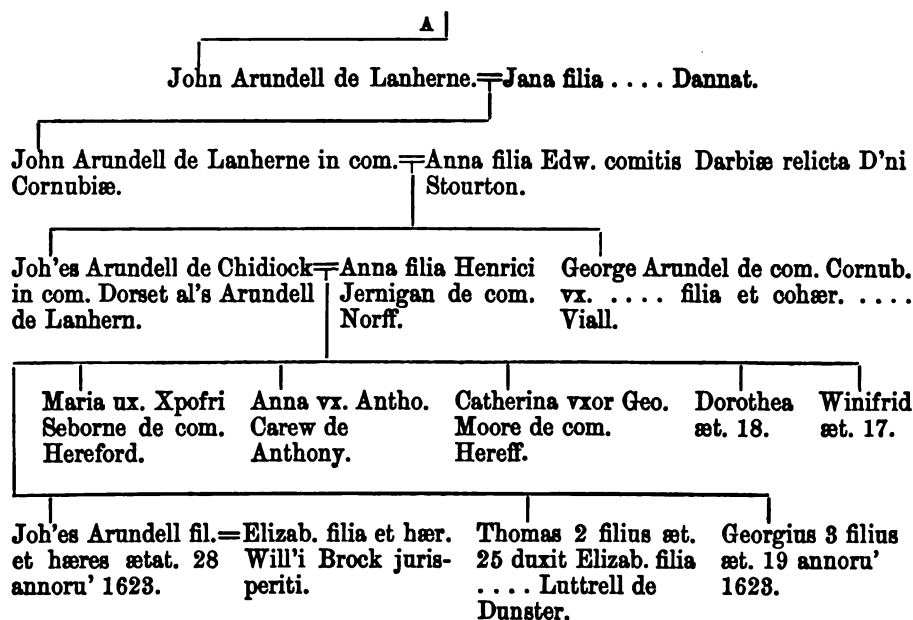 A
John Arundell de Lanherne.=Jana filia . . . . Dannat.
John Arundell de Lanherne in com.=Anna filia Edw. comitis Darbiæ relicta D'ni
Cornubiæ. Stourton.
Joh'es Arundell de Chidiock=Anna filia Henrici George Arundel de com. Cornub.
in com. Dorset al's Arundell Jernigan de com. vx. . . . . filia et cohær. . . . .
de Lanhern. Norff. Viall.
Maria ux. Xpofri Anna vx. Antho. Catherina vxor Geo. Dorothea Winifrid
Seborne de com. Carew de Moore de com. æt. 18. æt. 17.
Hereford. Anthony. Hereff.
Joh'es Arundell fil.=Elizab. filia et hær. Thomas 2 filius æt. Georgius 3 filius
et hæres ætat. 28 Will'i Brock juris- 25 duxit Elizab. filia æt. 19 annoru'
annoru' 1623. periti. . . . . Luttrell de 1623.
Dunster.